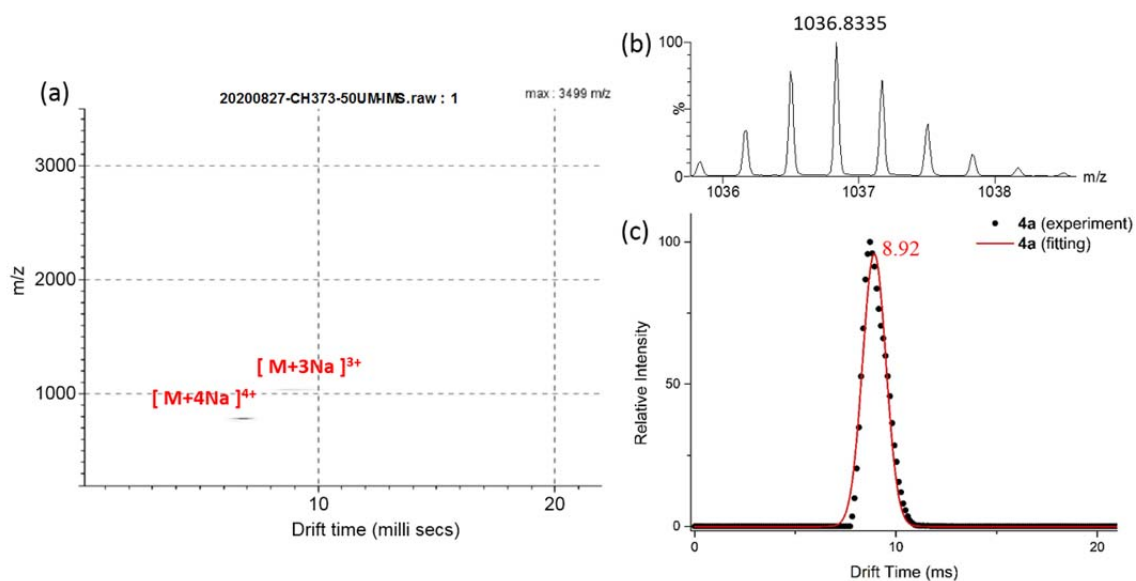 (a)
20200827-CH373-50UM-IMS.raw : 1
max : 3499 m/z
3000
2000
1000
m/z
[ M+3Na ]³⁺
[ M+4Na ]⁴⁺
10
20
Drift time (milli secs)
(b)
1036.8335
100
%
0
1036
1037
1038
m/z
(c)
4a (experiment)
4a (fitting)
8.92
100
50
0
Relative Intensity
0
10
20
Drift Time (ms)